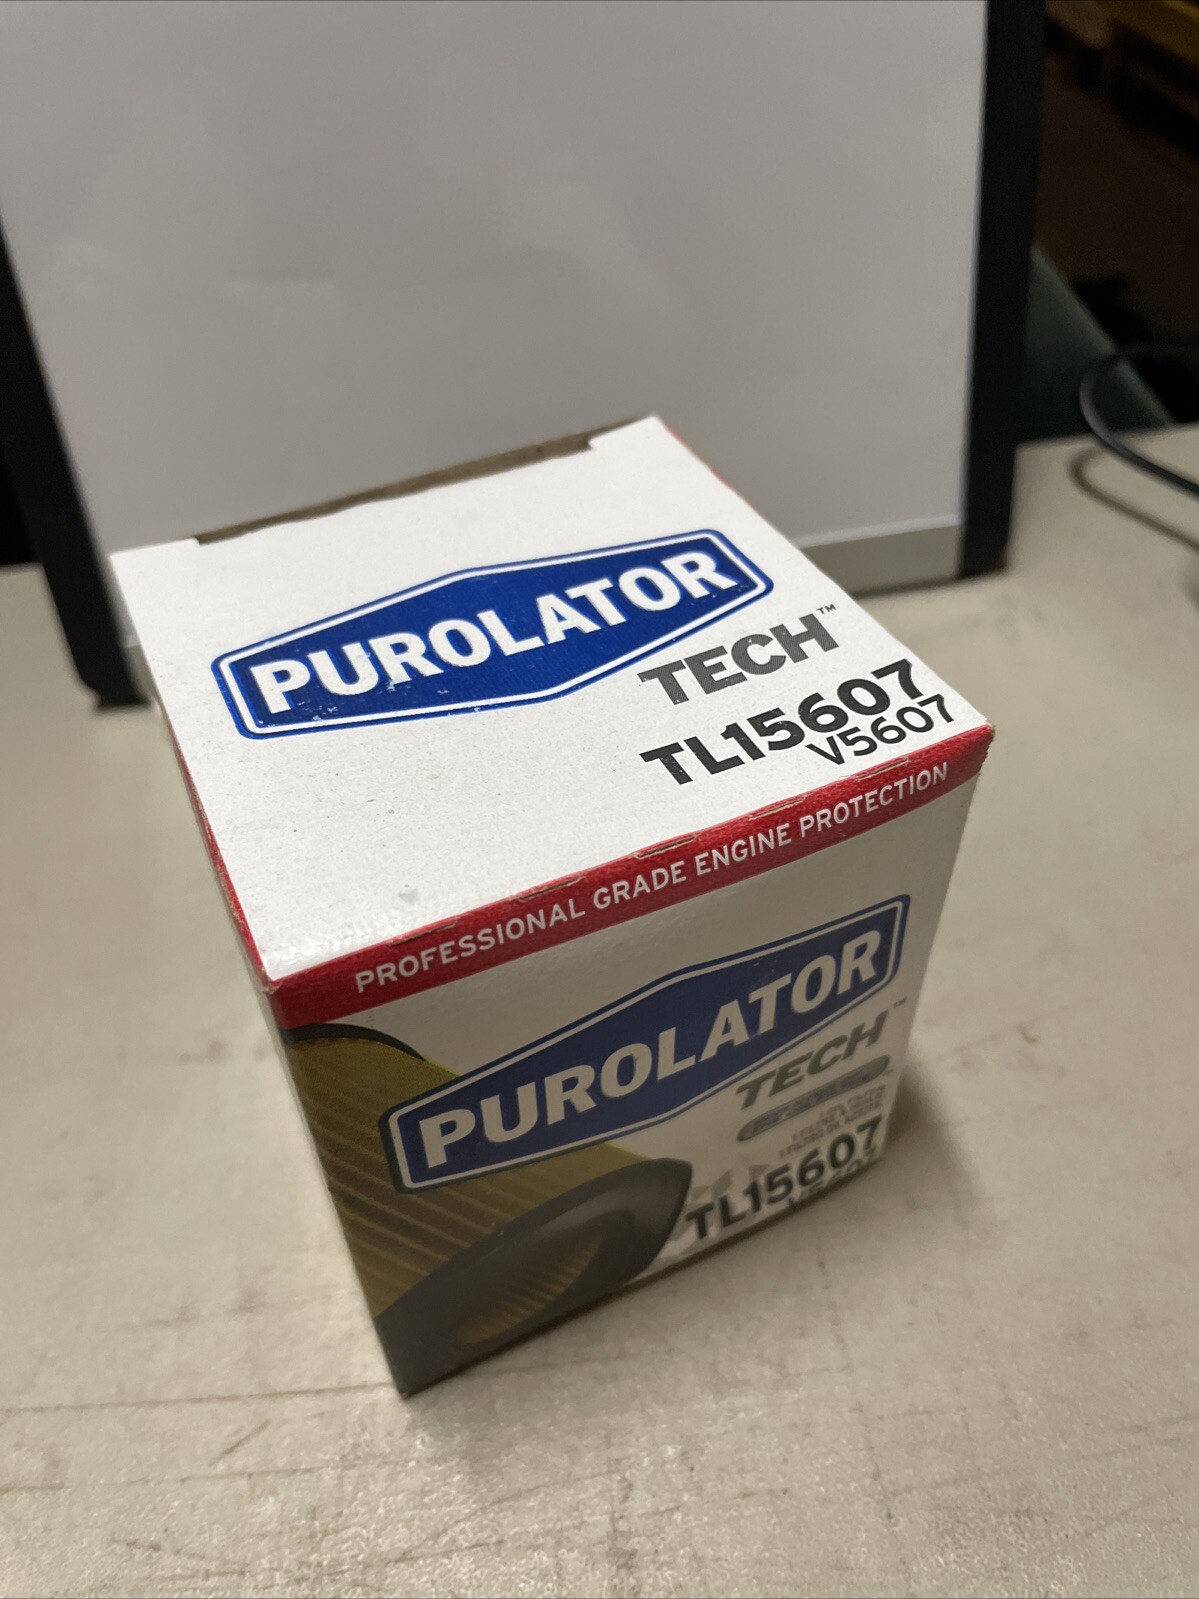 PUROLATOR
TECH™
TL15607
V5607
PROFESSIONAL GRADE ENGINE PROTECTION
PUROLATOR
TECH™
TL15607